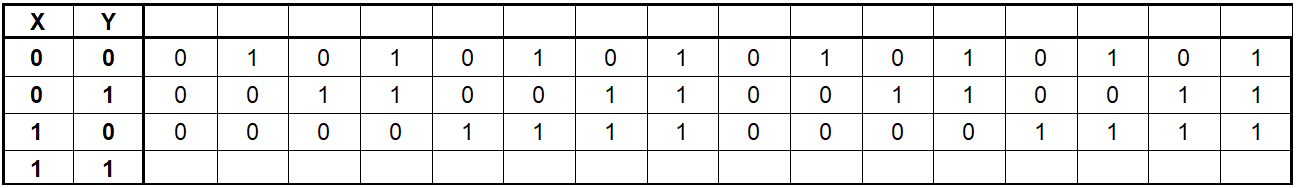 X Y
0 0 0 1 0 1 0 1 0 1 0 1 0 1 0 1 0 1
0 1 0 0 1 1 0 0 1 1 0 0 1 1 0 0 1 1
1 0 0 0 0 0 1 1 1 1 0 0 0 0 1 1 1 1
1 1